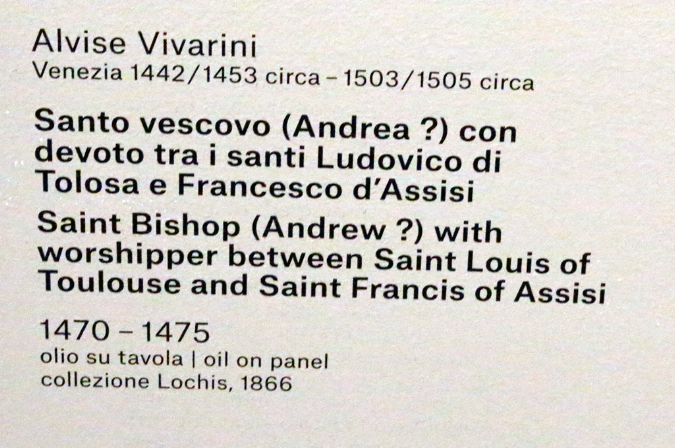 Alvise Vivarini
Venezia 1442/1453 circa – 1503/1505 circa
Santo vescovo (Andrea ?) con
devoto tra i santi Ludovico di
Tolosa e Francesco d'Assisi
Saint Bishop (Andrew ?) with
worshipper between Saint Louis of
Toulouse and Saint Francis of Assisi
1470 – 1475
olio su tavola | oil on panel
collezione Lochis, 1866